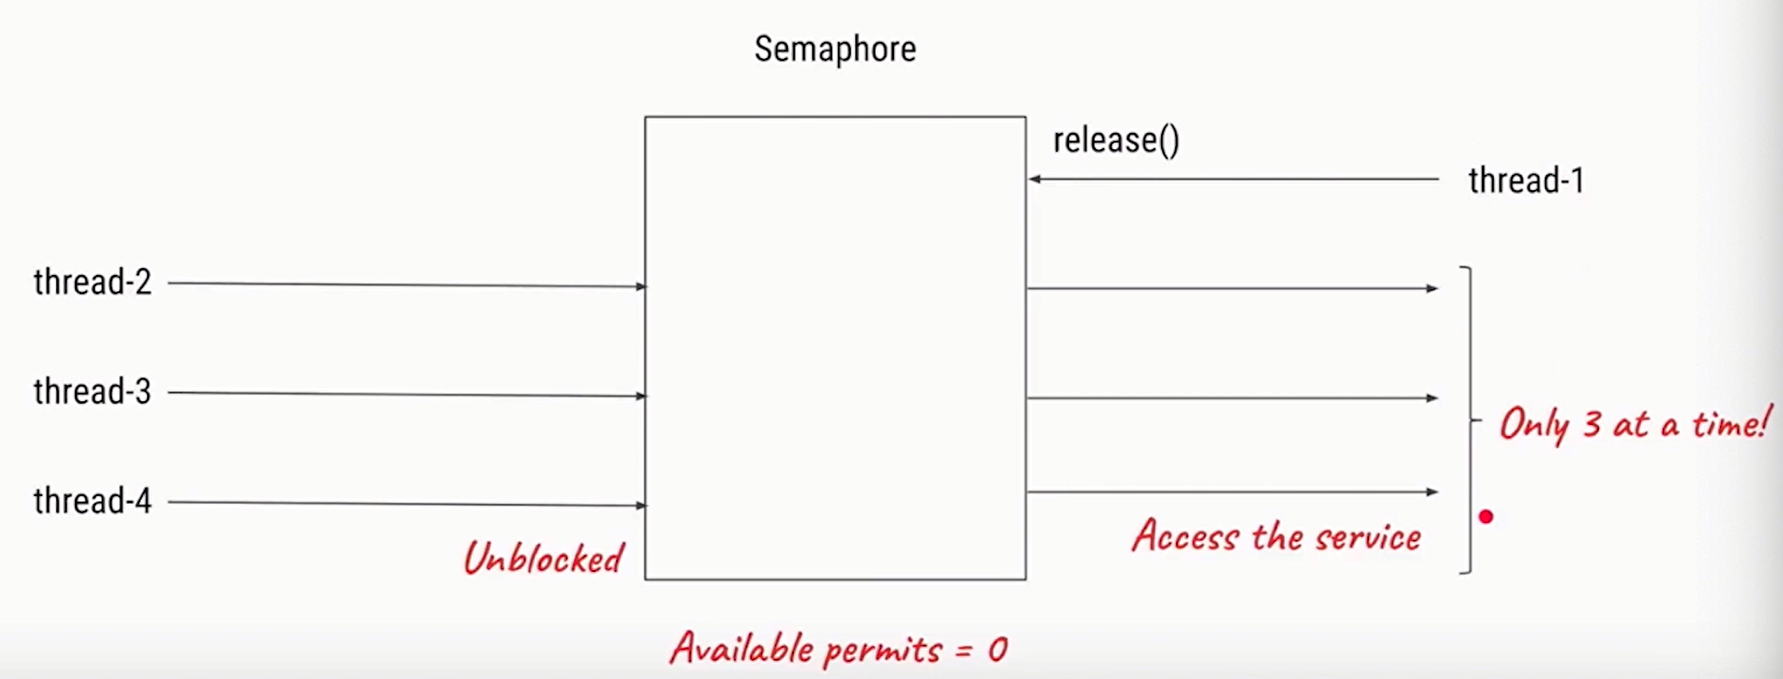 Semaphore
release()
thread-1
thread-2
thread-3
Only 3 at a time!
thread-4
Access the service
Unblocked
Available permits = 0